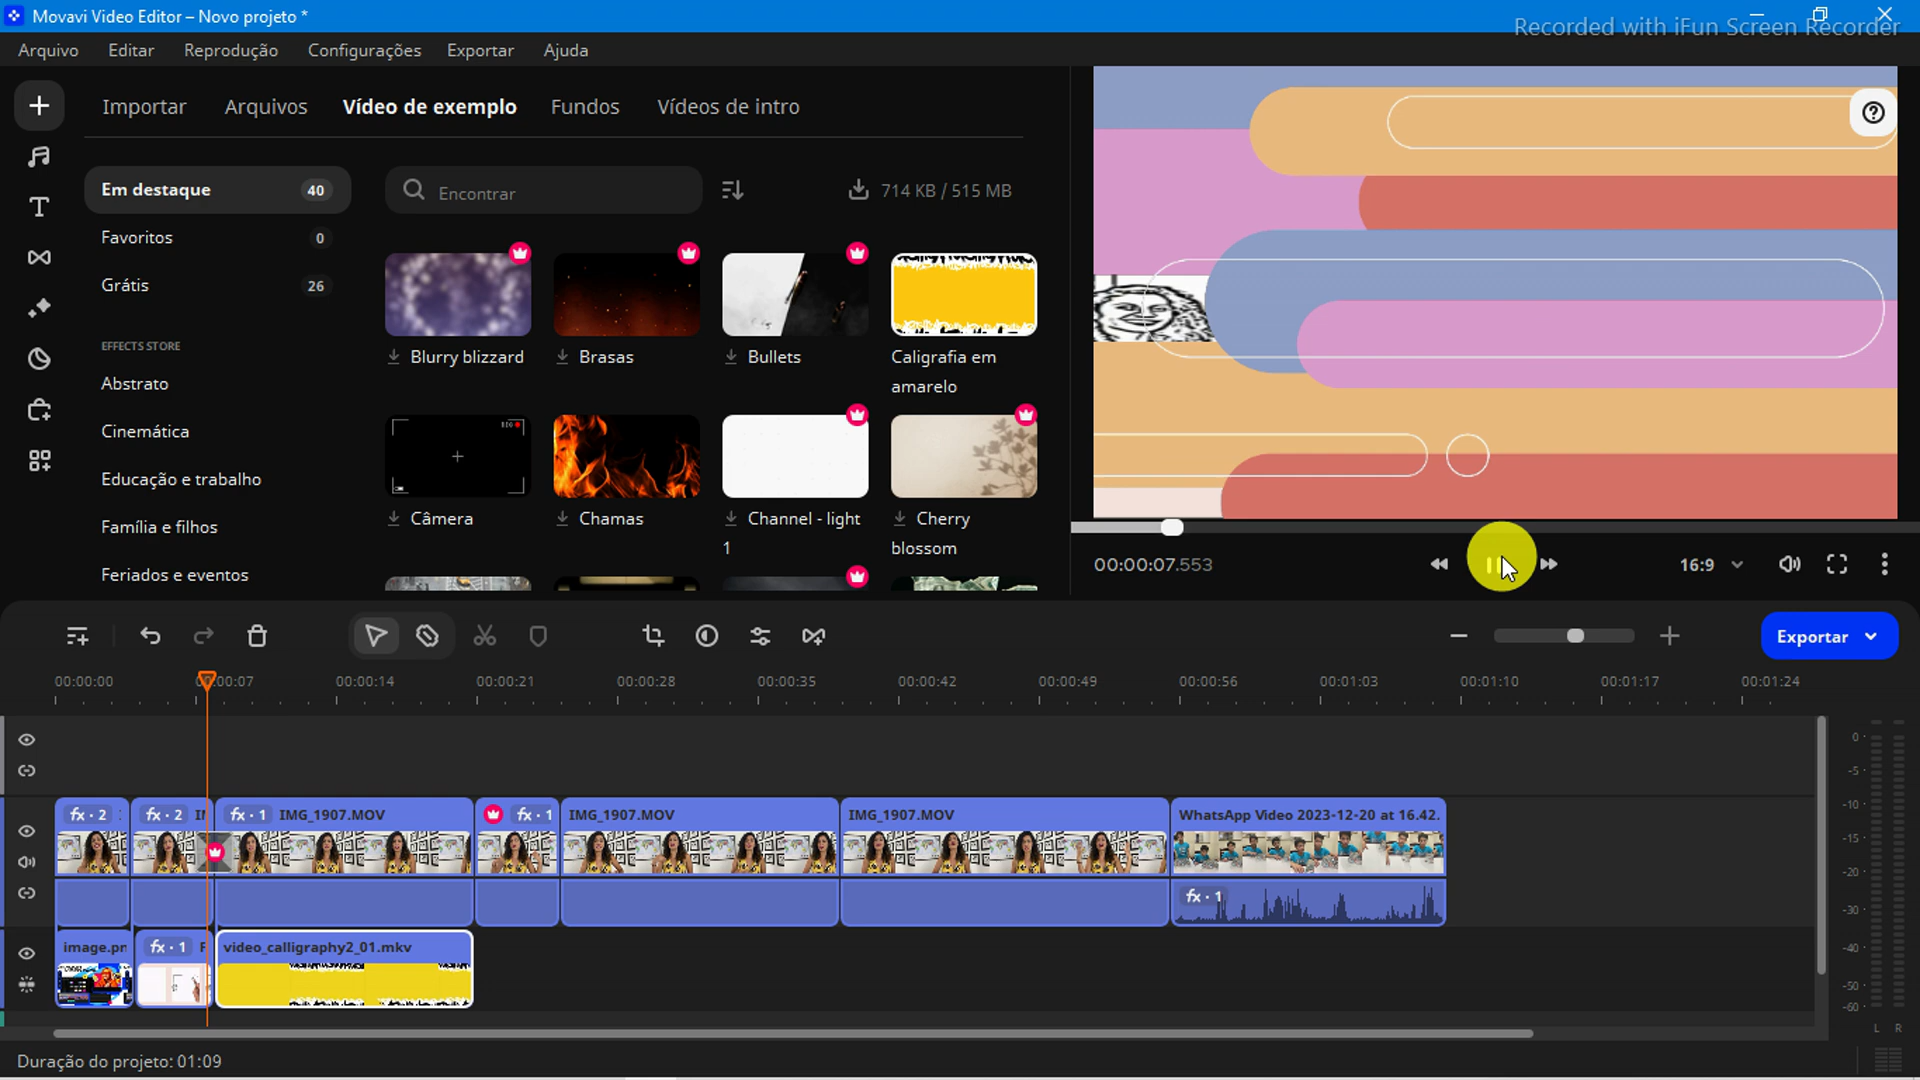 Movavi Video Editor – Novo projeto *
Recorded with iFun Screen Recorder
Arquivo Editar Reprodução Configurações Exportar Ajuda
Importar Arquivos Vídeo de exemplo Fundos Vídeos de intro
Em destaque 40
Favoritos 0
Grátis 26
EFFECTS STORE
Abstrato
Cinemática
Educação e trabalho
Família e filhos
Feriados e eventos
Encontrar
714 KB / 515 MB
Blurry blizzard
Brasas
Bullets
Caligrafia em
amarelo
Câmera
Chamas
Channel - light
1
Cherry
blossom
00:00:07.553
16:9
Exportar
00:00:00 00:00:07 00:00:14 00:00:21 00:00:28 00:00:35 00:00:42 00:00:49 00:00:56 00:01:03 00:01:10 00:01:17 00:01:24
fx · 2 fx · 2 fx · 1 IMG_1907.MOV fx · 1 IMG_1907.MOV IMG_1907.MOV WhatsApp Video 2023-12-20 at 16.42.
fx · 1
image.pn fx · 1 video_calligraphy2_01.mkv
0
-5
-10
-15
-20
-30
-40
-50
-60
L R
Duração do projeto: 01:09